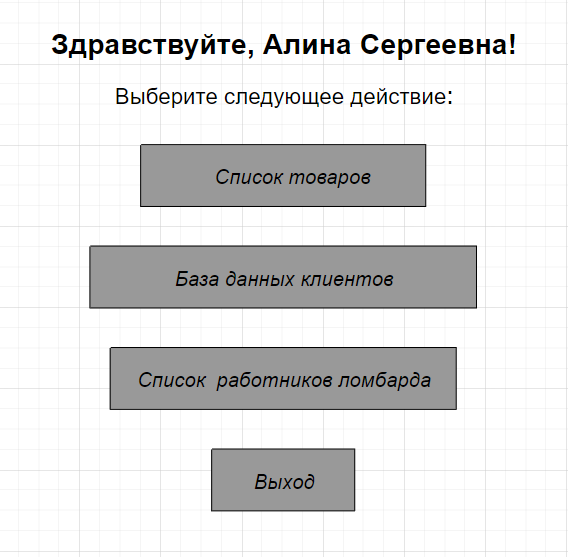 Здравствуйте, Алина Сергеевна!
Выберите следующее действие:
Список товаров
База данных клиентов
Список работников ломбарда
Выход